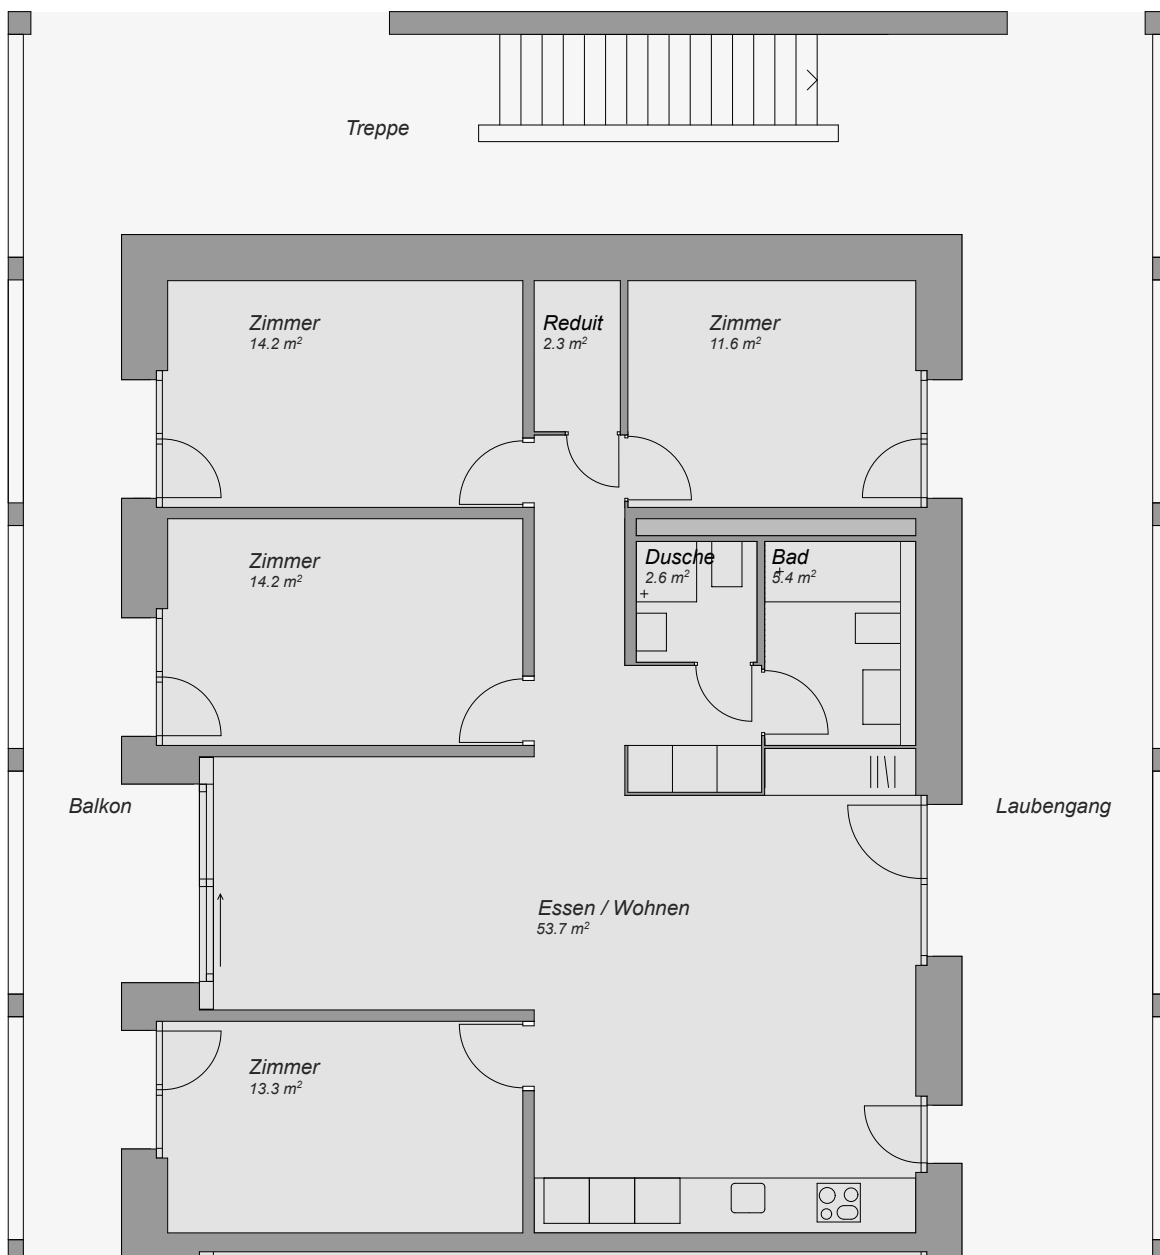 Treppe
Zimmer
14.2 m²
Reduit
2.3 m²
Zimmer
11.6 m²
Zimmer
14.2 m²
Dusche
2.6 m²
Bad
5.4 m²
Balkon
Laubengang
Essen / Wohnen
53.7 m²
Zimmer
13.3 m²